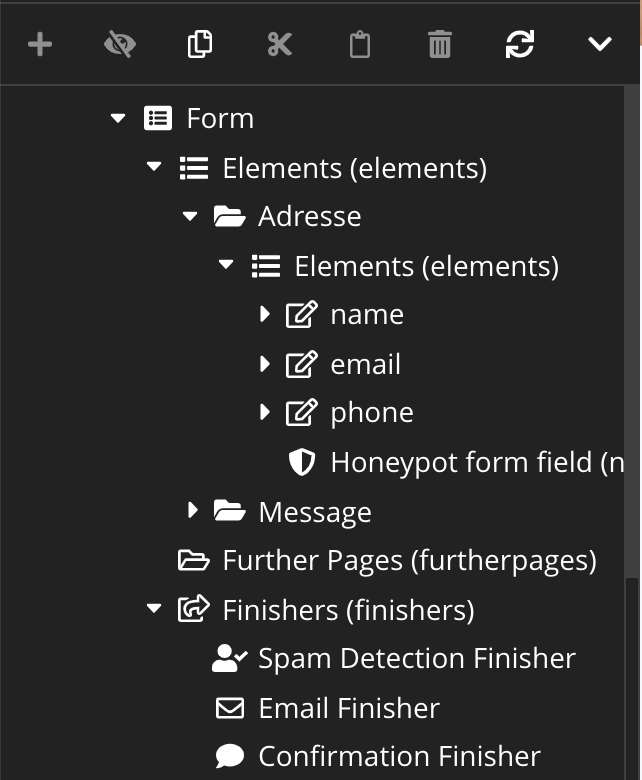 Form
Elements (elements)
Adresse
Elements (elements)
name
email
phone
Honeypot form field (n
Message
Further Pages (furtherpages)
Finishers (finishers)
Spam Detection Finisher
Email Finisher
Confirmation Finisher